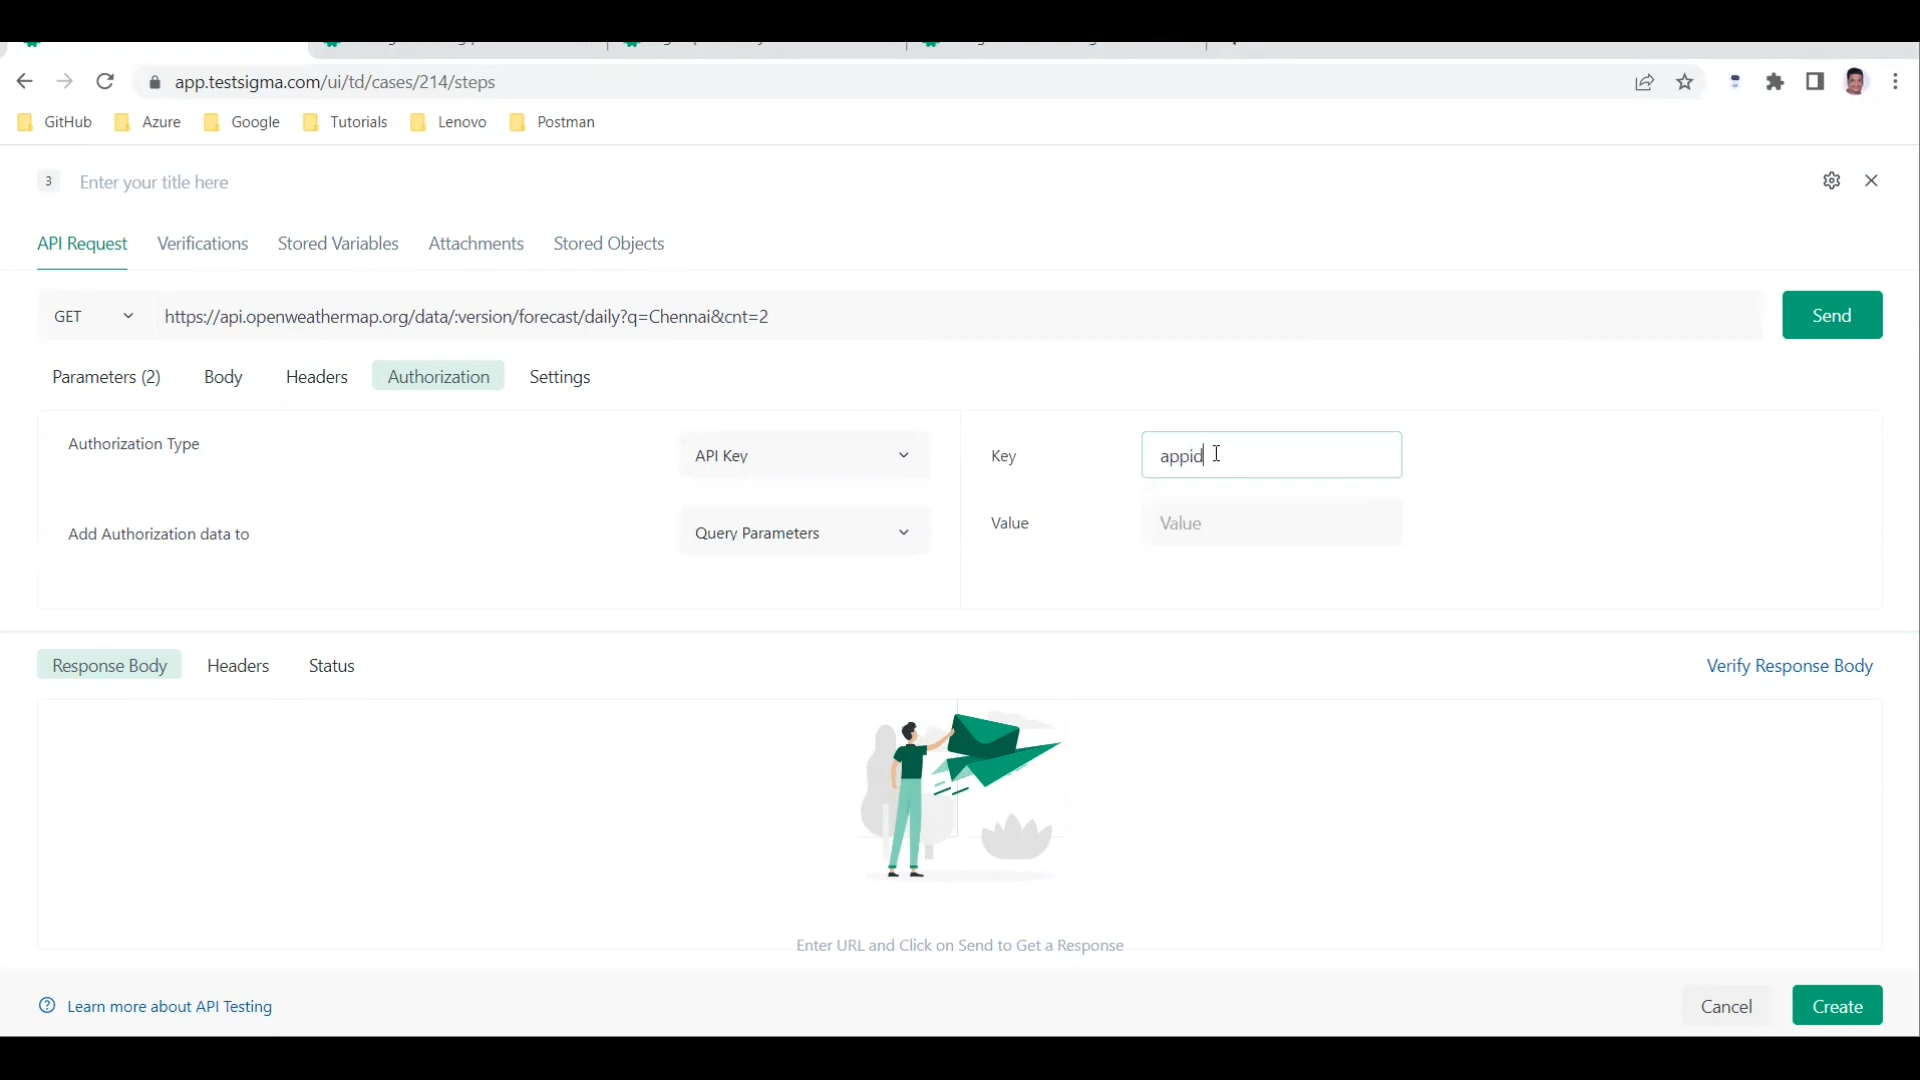 app.testsigma.com/ui/td/cases/214/steps
GitHub Azure Google Tutorials Lenovo Postman
3 Enter your title here
API Request Verifications Stored Variables Attachments Stored Objects
GET https://api.openweathermap.org/data/:version/forecast/daily?q=Chennai&cnt=2 Send
Parameters (2) Body Headers Authorization Settings
Authorization Type API Key Key appid
Value Value
Add Authorization data to Query Parameters
Response Body Headers Status Verify Response Body
Enter URL and Click on Send to Get a Response
Learn more about API Testing Cancel Create